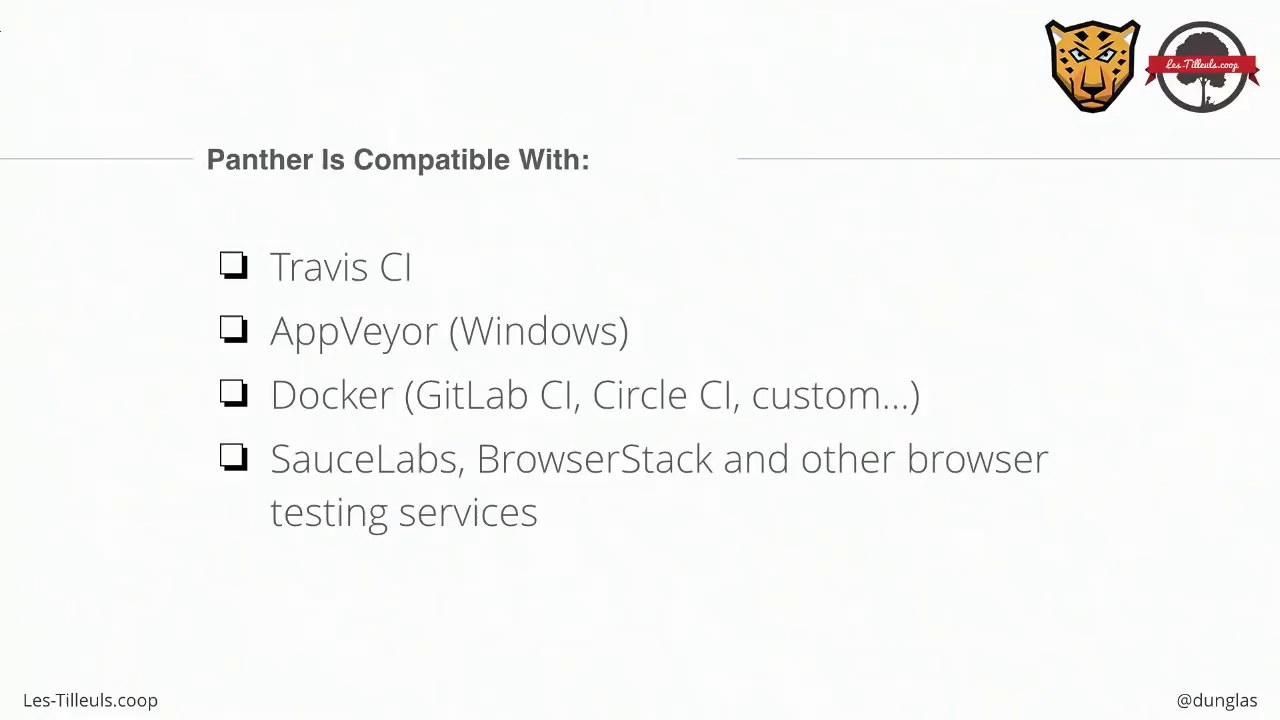 Les-Tilleuls.coop
Panther Is Compatible With:
Travis CI
AppVeyor (Windows)
Docker (GitLab CI, Circle CI, custom...)
SauceLabs, BrowserStack and other browser
testing services
Les-Tilleuls.coop
@dunglas